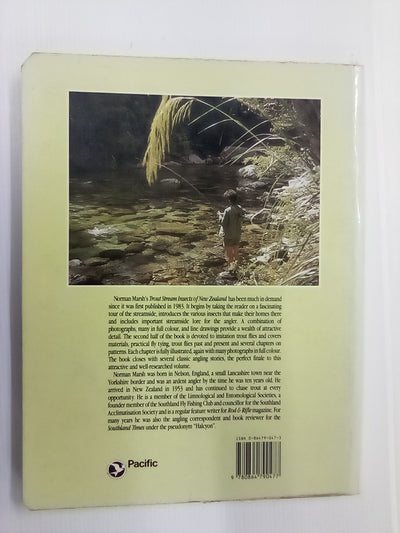 Norman Marsh's Trout Stream Insects of New Zealand has been much in demand
since it was first published in 1983. It begins by taking the reader on a fascinating
tour of the streamside, introduces the various insects that make their homes there
and includes important streamside lore for the angler. A combination of
photographs, many in full colour, and line drawings provide a wealth of attractive
detail. The second half of the book is devoted to imitation trout flies and covers
materials, practical fly tying, trout flies past and present and several chapters on
patterns. Each chapter is fully illustrated, again with many photographs in full colour.
The book closes with several classic angling stories, the perfect finale to this
attractive and well-researched volume.
Norman Marsh was born in Nelson, England, a small Lancashire town near the
Yorkshire border and was an ardent angler by the time he was ten years old. He
arrived in New Zealand in 1953 and has continued to chase trout at every
opportunity. He is a member of the Limnological and Entomological Societies, a
founder member of the Southland Fly Fishing Club and councillor for the Southland
Acclimatisation Society and is a regular feature writer for Rod & Rifle magazine. For
many years he was also the angling correspondent and book reviewer for the
Southland Times under the pseudonym "Halcyon".
ISBN 0-86479-047-3
Pacific
9 780864 790477